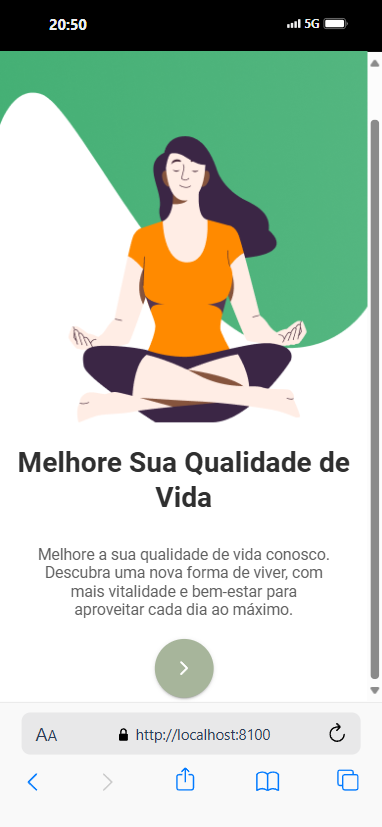 20:50
5G
Melhore Sua Qualidade de
Vida
Melhore a sua qualidade de vida conosco.
Descubra uma nova forma de viver, com
mais vitalidade e bem-estar para
aproveitar cada dia ao máximo.
AA
http://localhost:8100